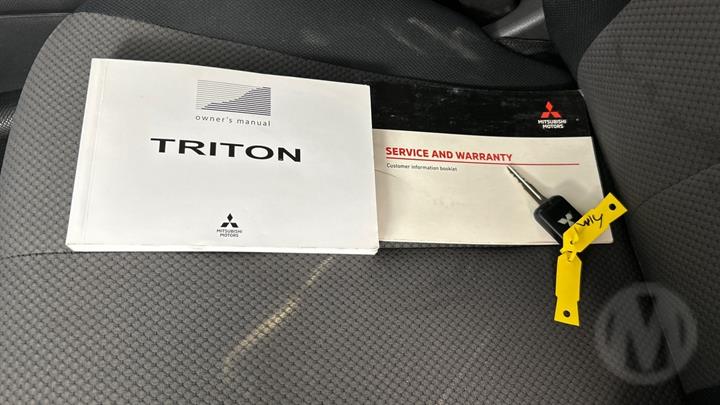 owner's manual
TRITON
MITSUBISHI
MOTORS
MITSUBISHI
MOTORS
SERVICE AND WARRANTY
Customer information booklet
M